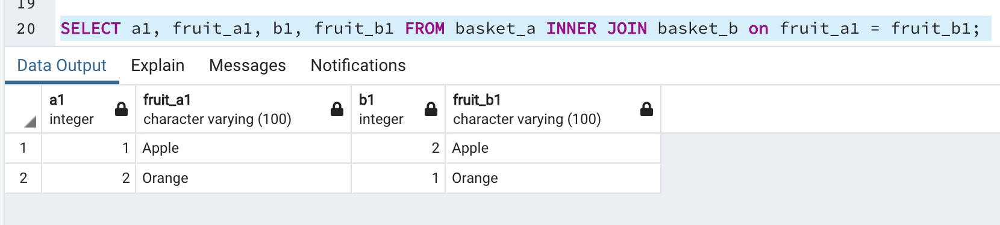 19
20 SELECT a1, fruit_a1, b1, fruit_b1 FROM basket_a INNER JOIN basket_b on fruit_a1 = fruit_b1;
Data Output Explain Messages Notifications
a1 fruit_a1 b1 fruit_b1
integer character varying (100) integer character varying (100)
1 1 Apple 2 Apple
2 2 Orange 1 Orange